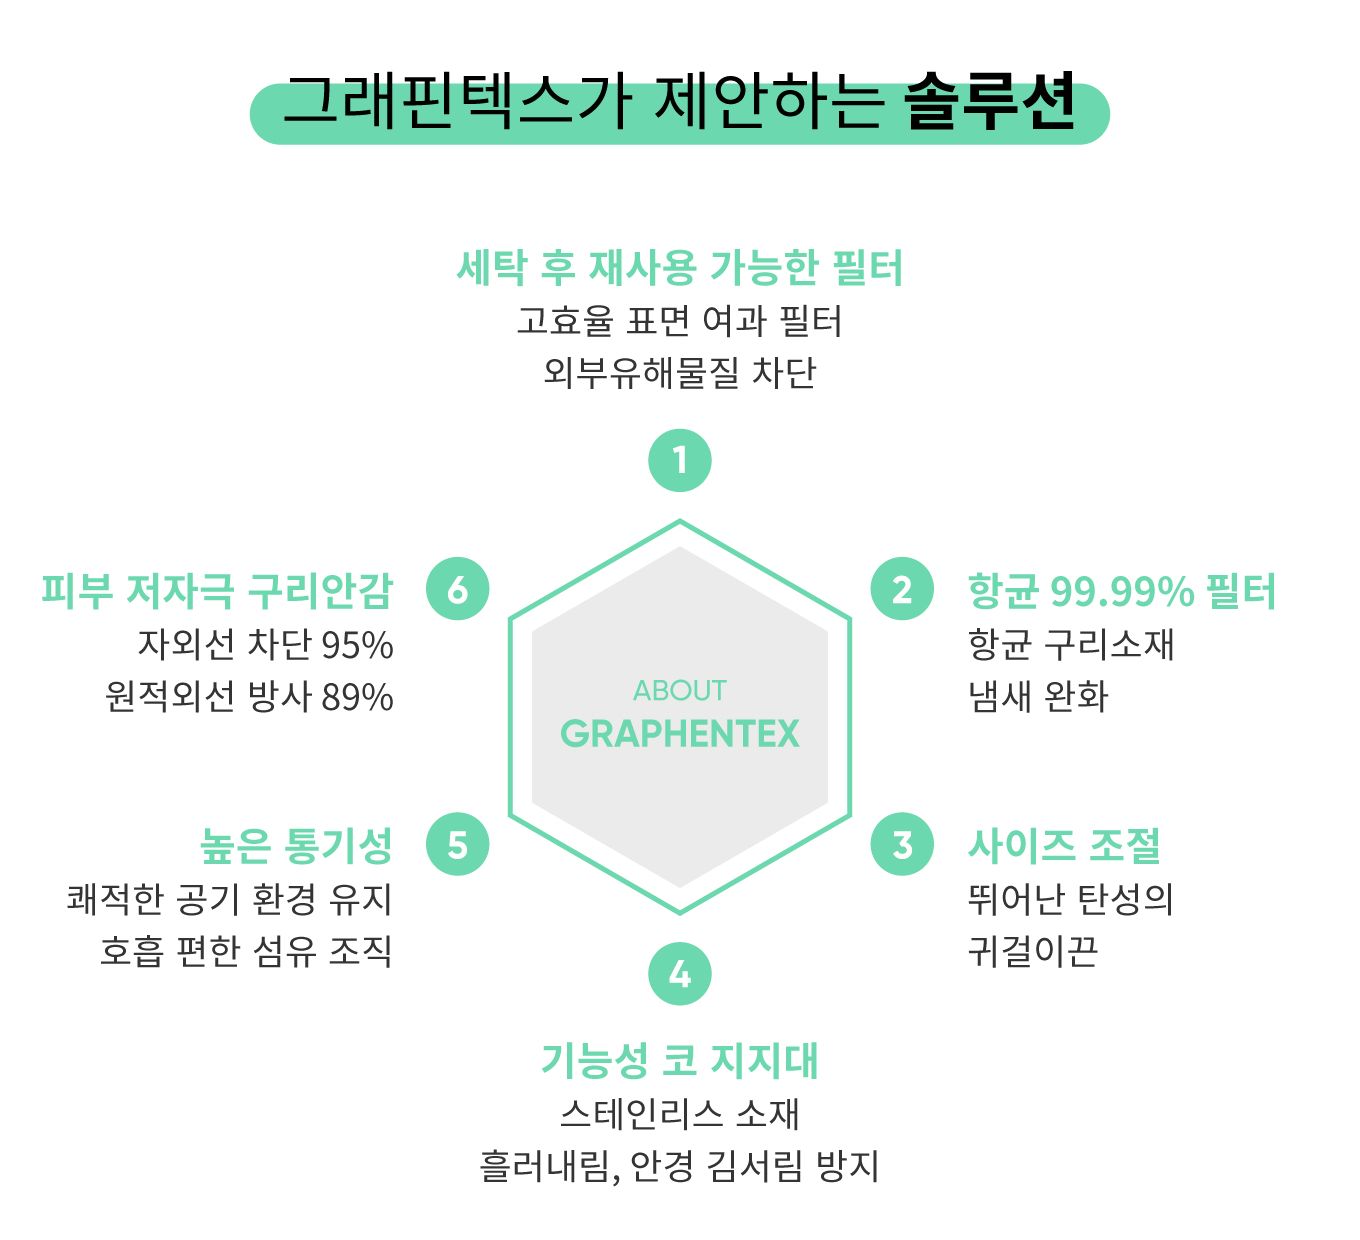 그래핀텍스가 제안하는 솔루션
세탁 후 재사용 가능한 필터
고효율 표면 여과 필터
외부유해물질 차단
1
2
항균 99.99% 필터
항균 구리소재
냄새 완화
3
사이즈 조절
뛰어난 탄성의
귀걸이끈
4
기능성 코 지지대
스테인리스 소재
흘러내림, 안경 김서림 방지
5
높은 통기성
쾌적한 공기 환경 유지
호흡 편한 섬유 조직
6
피부 저자극 구리안감
자외선 차단 95%
원적외선 방사 89%
ABOUT
GRAPHENTEX